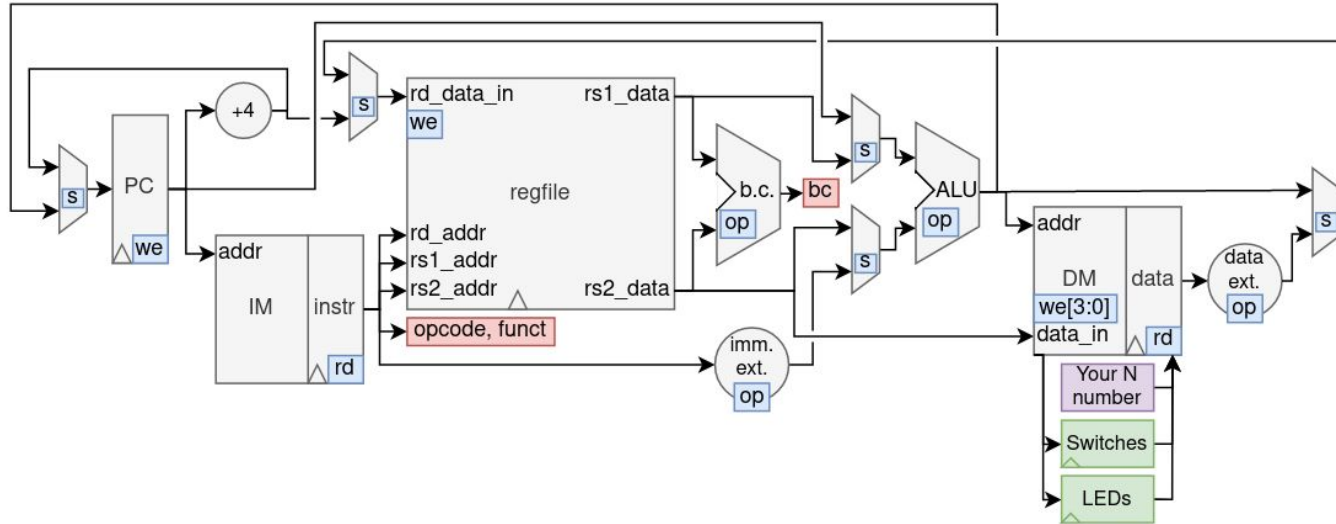 +4
s
rd_data_in
rs1_data
we
s
PC
s
regfile
b.c.
bc
op
s
ALU
op
s
we
addr
IM
instr
rd
rd_addr
rs1_addr
rs2_addr
rs2_data
opcode, funct
imm.
ext.
op
addr
DM
data
we[3:0]
data_in
rd
data
ext.
op
s
Your N
number
Switches
LEDs